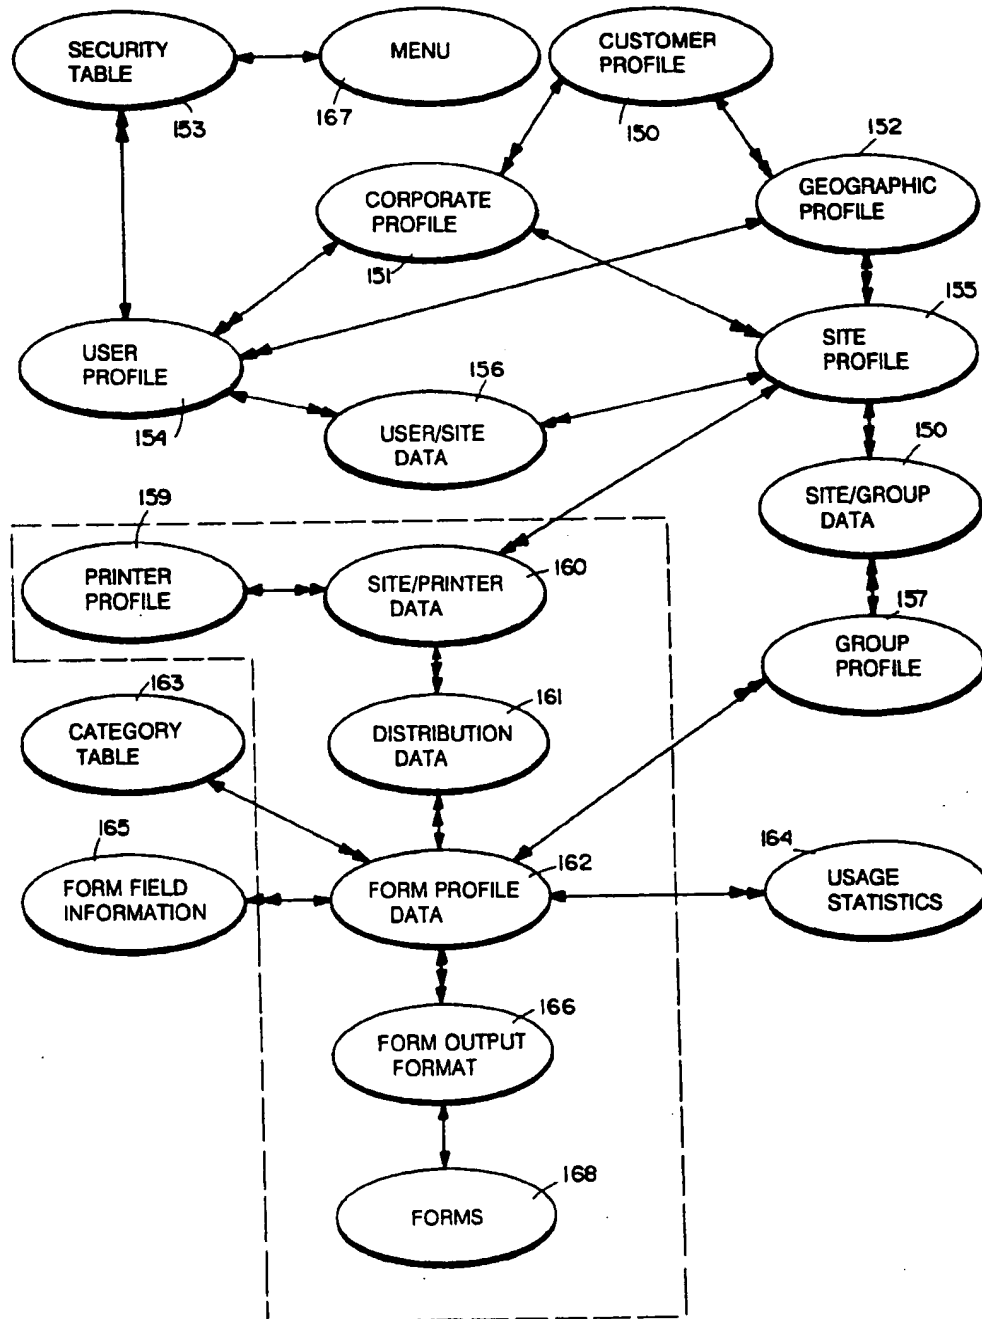 SECURITY
TABLE
MENU
CUSTOMER
PROFILE
153
167
150
152
CORPORATE
PROFILE
GEOGRAPHIC
PROFILE
151
155
USER
PROFILE
SITE
PROFILE
156
154
USER/SITE
DATA
150
SITE/GROUP
DATA
159
PRINTER
PROFILE
SITE/PRINTER
DATA
160
157
GROUP
PROFILE
163
161
CATEGORY
TABLE
DISTRIBUTION
DATA
165
162
164
FORM FIELD
INFORMATION
FORM PROFILE
DATA
USAGE
STATISTICS
166
FORM OUTPUT
FORMAT
168
FORMS